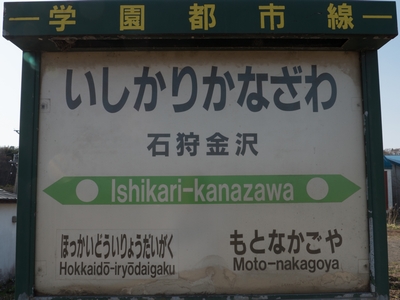 学園都市線
いしかりかなざわ
石狩金沢
Ishikari-kanazawa
ほっかいどういりょうだいがく
Hokkaidō-iryōdaigaku
もとなかごや
Moto-nakagoya